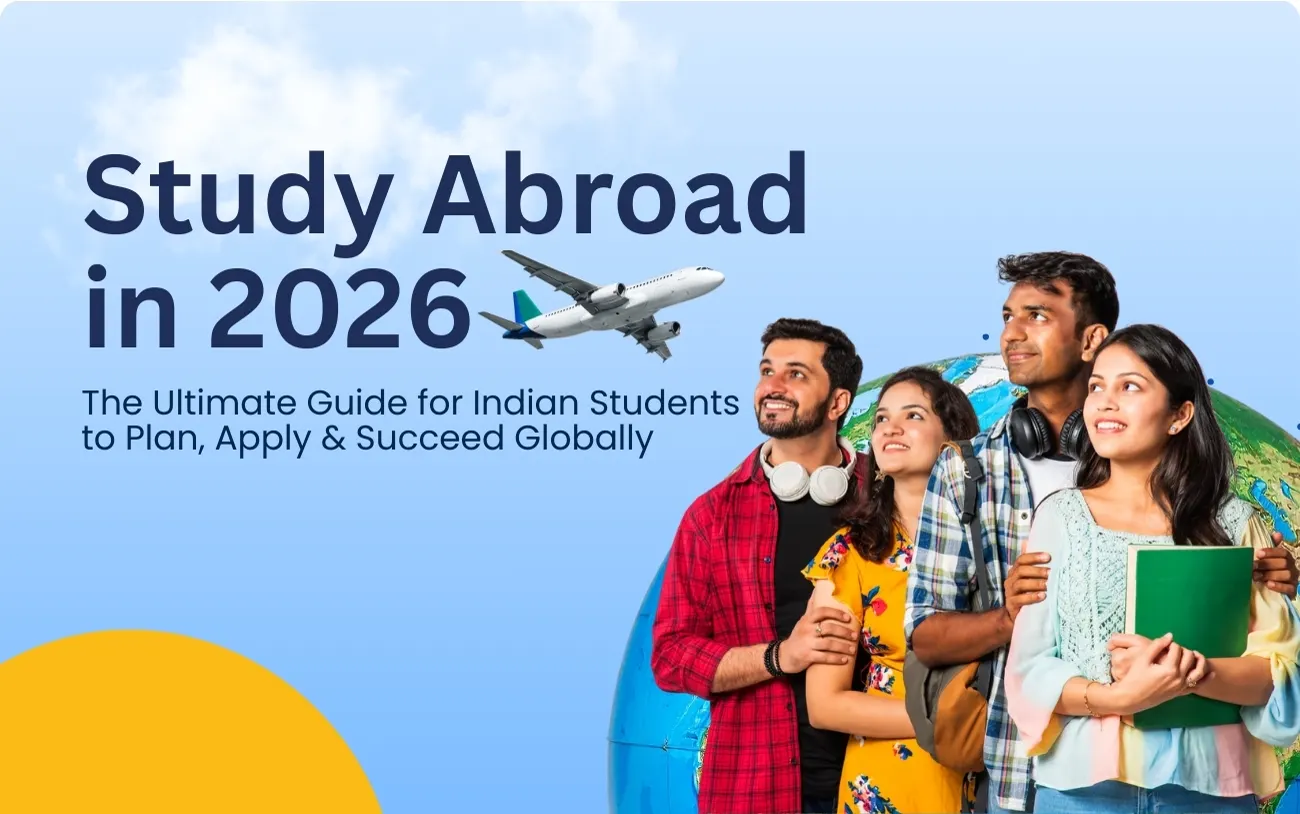 Study Abroad
in 2026
The Ultimate Guide for Indian Students
to Plan, Apply & Succeed Globally